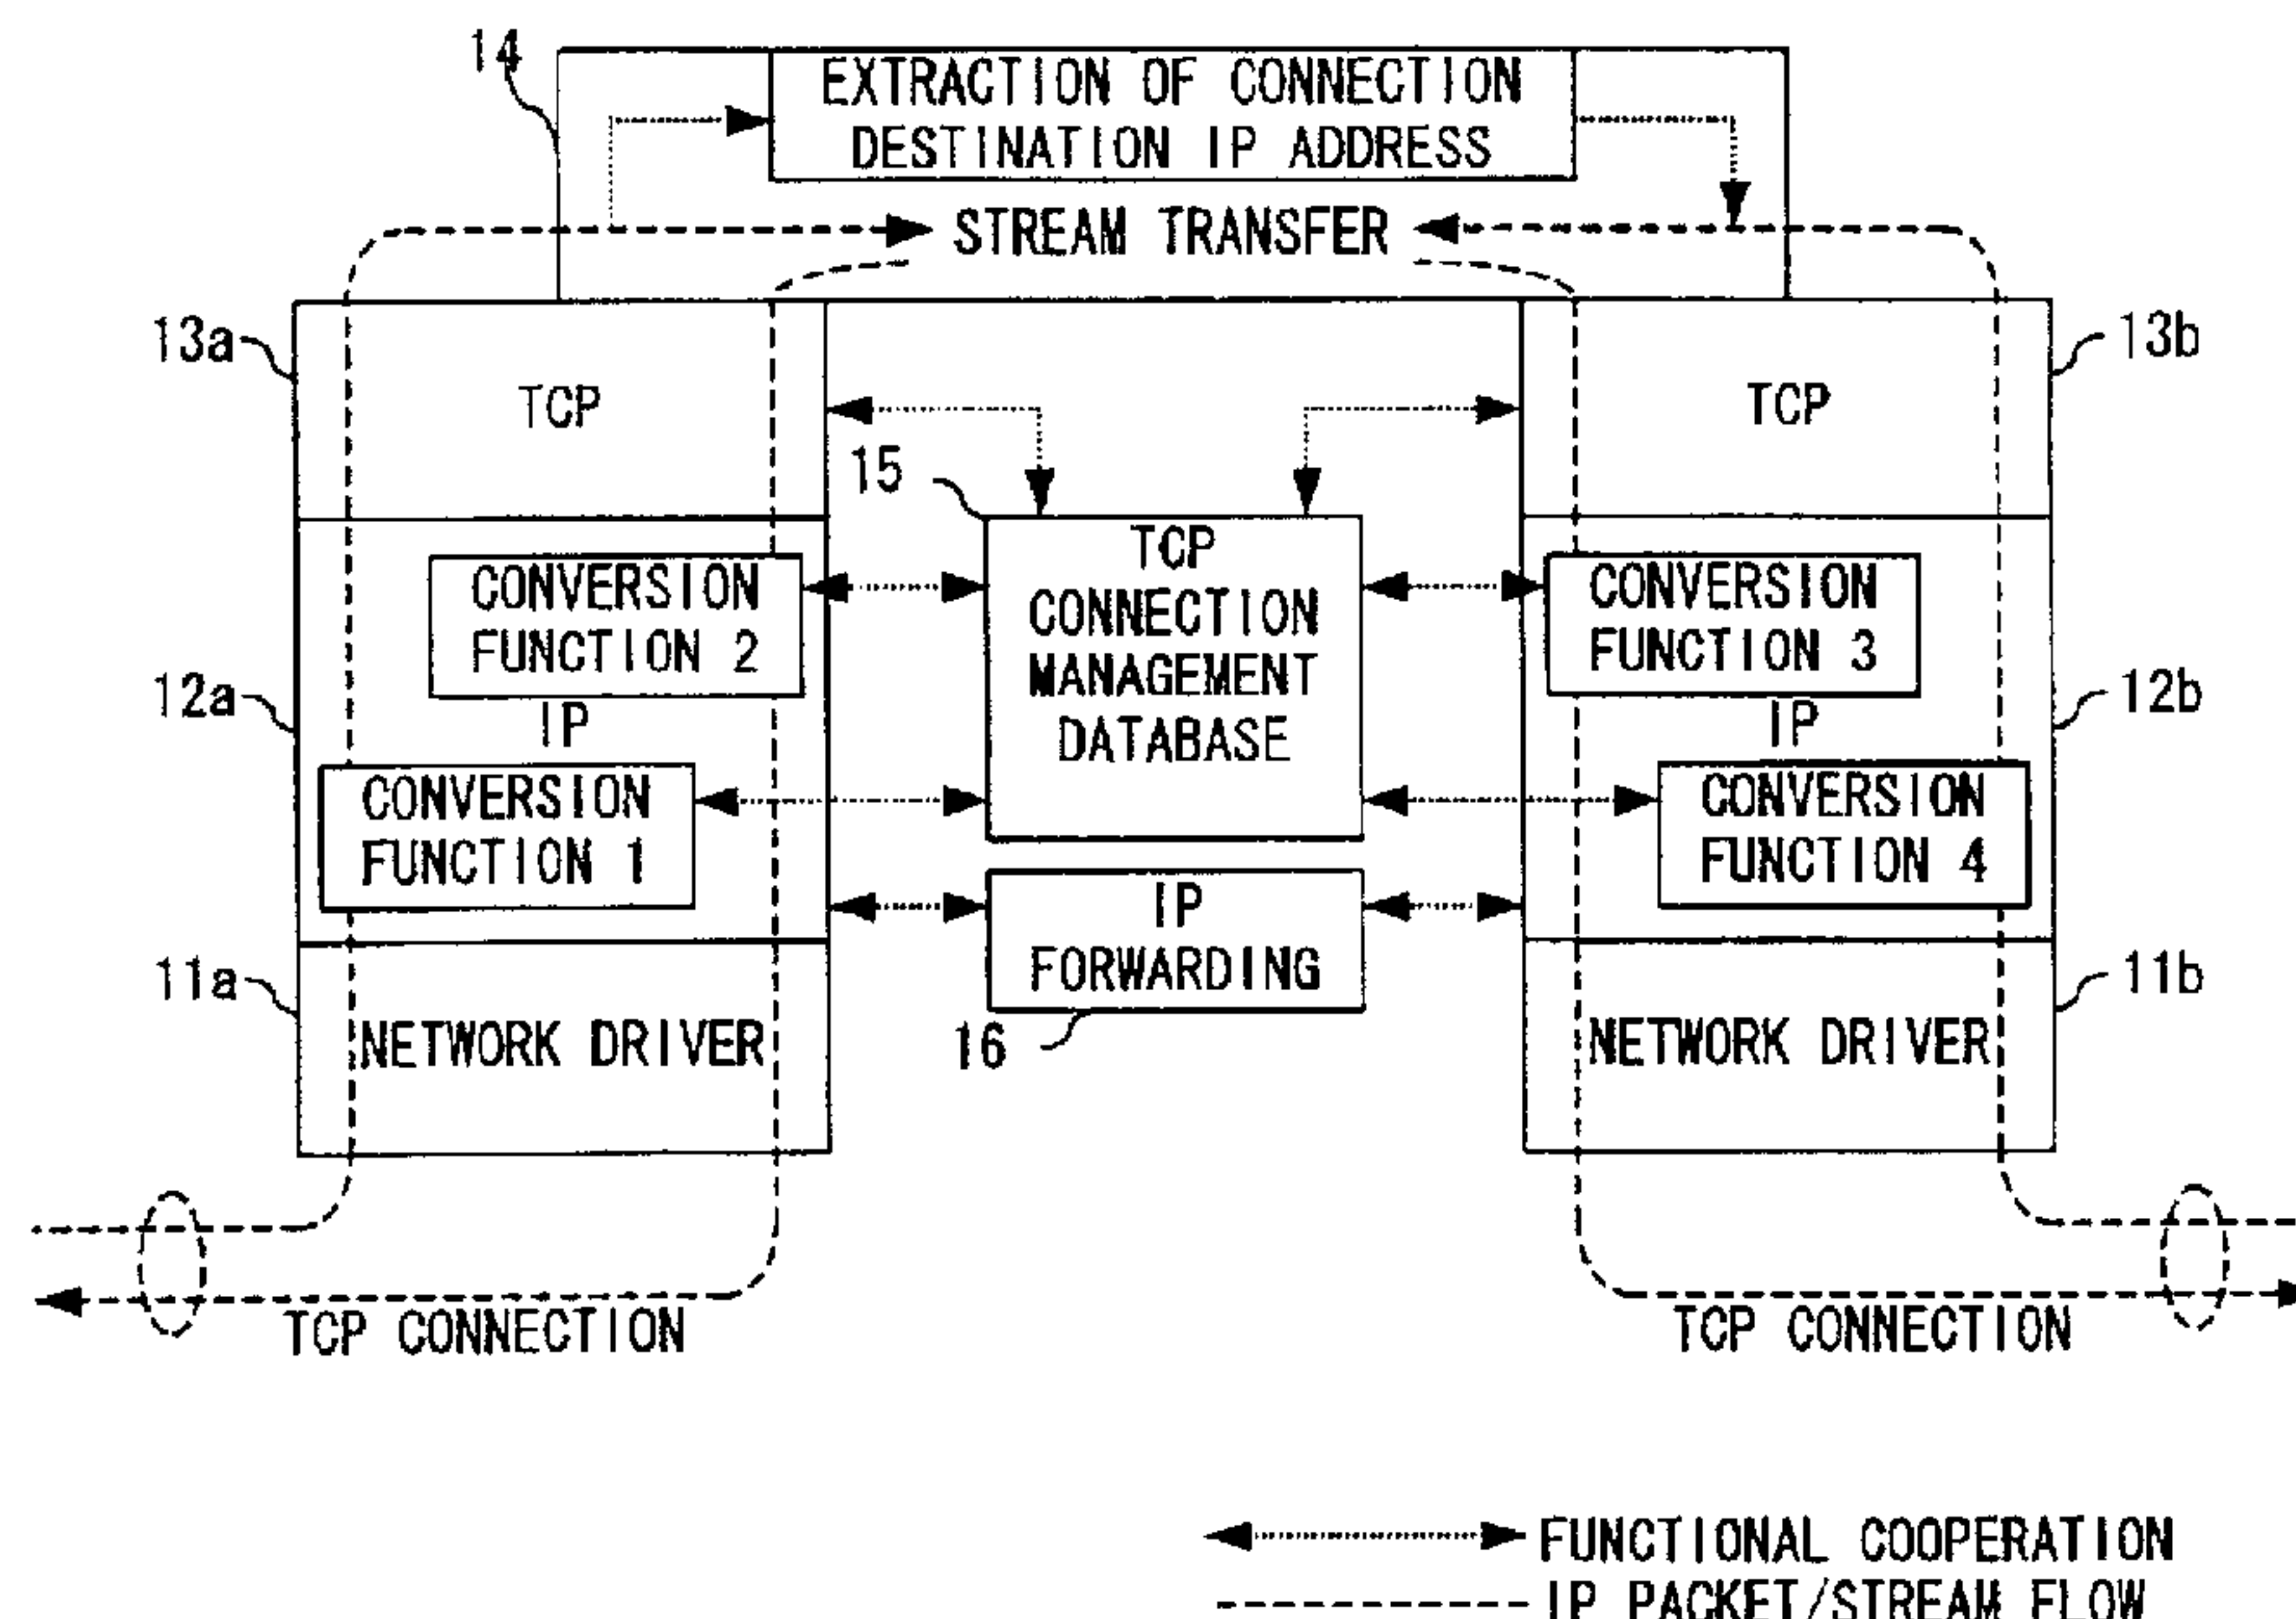 14
EXTRACTION OF CONNECTION
DESTINATION IP ADDRESS
STREAM TRANSFER
13a
TCP
13b
TCP
15
TCP
CONNECTION
MANAGEMENT
DATABASE
CONVERSION
FUNCTION 2
CONVERSION
FUNCTION 3
12a
IP
12b
IP
CONVERSION
FUNCTION 1
CONVERSION
FUNCTION 4
IP
FORWARDING
16
11a
NETWORK DRIVER
11b
NETWORK DRIVER
TCP CONNECTION
TCP CONNECTION
FUNCTIONAL COOPERATION
IP PACKET/STREAM FLOW